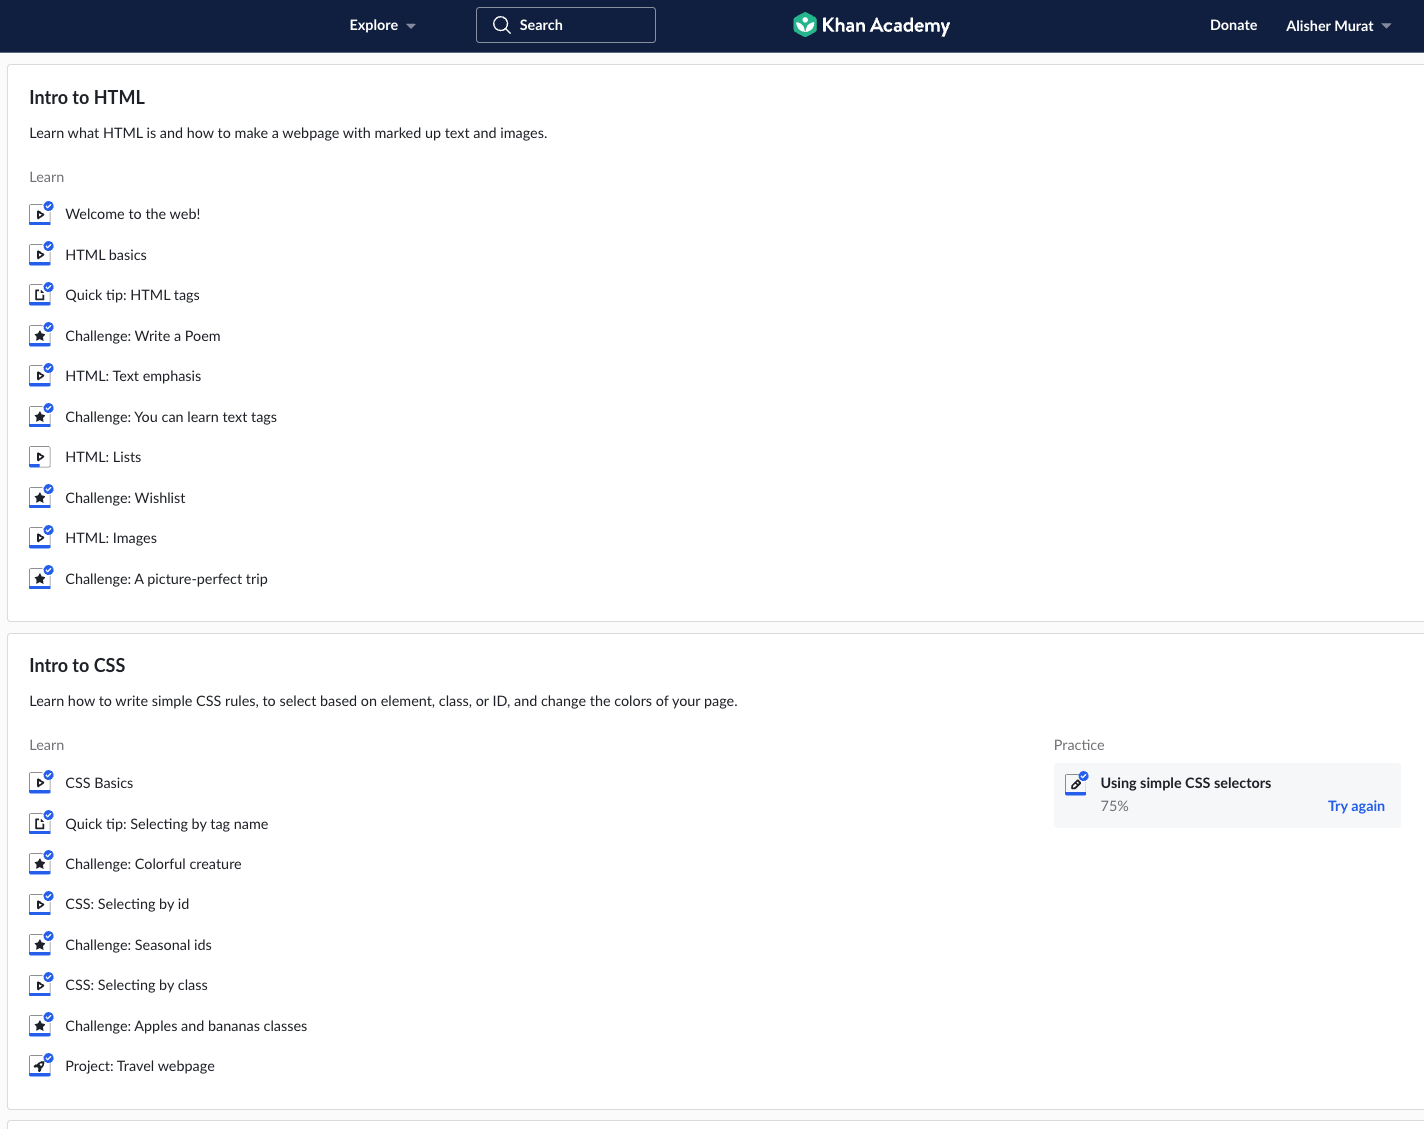 Explore
Search
Khan Academy
Donate
Alisher Murat
Intro to HTML
Learn what HTML is and how to make a webpage with marked up text and images.
Learn
Welcome to the web!
HTML basics
Quick tip: HTML tags
Challenge: Write a Poem
HTML: Text emphasis
Challenge: You can learn text tags
HTML: Lists
Challenge: Wishlist
HTML: Images
Challenge: A picture-perfect trip
Intro to CSS
Learn how to write simple CSS rules, to select based on element, class, or ID, and change the colors of your page.
Learn
CSS Basics
Quick tip: Selecting by tag name
Challenge: Colorful creature
CSS: Selecting by id
Challenge: Seasonal ids
CSS: Selecting by class
Challenge: Apples and bananas classes
Project: Travel webpage
Practice
Using simple CSS selectors
75%
Try again